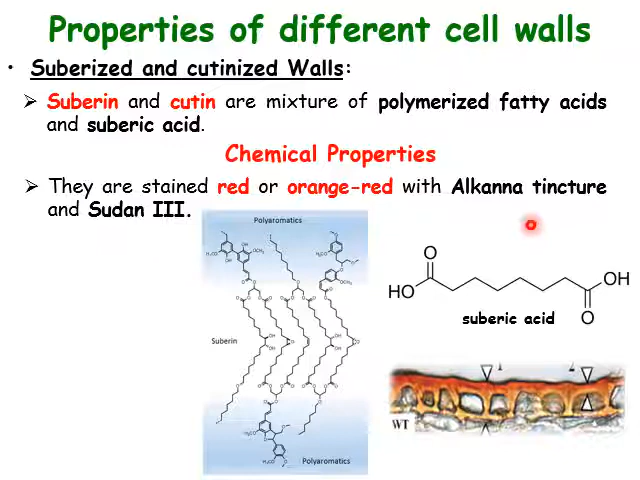 Properties of different cell walls
• Suberized and cutinized Walls:
➢ Suberin and cutin are mixture of polymerized fatty acids
and suberic acid.
Chemical Properties
➢ They are stained red or orange-red with Alkanna tincture
and Sudan III.
Polyaromatics
Suberin
Polyaromatics
O
HO
OH
O
suberic acid
1
2
WT